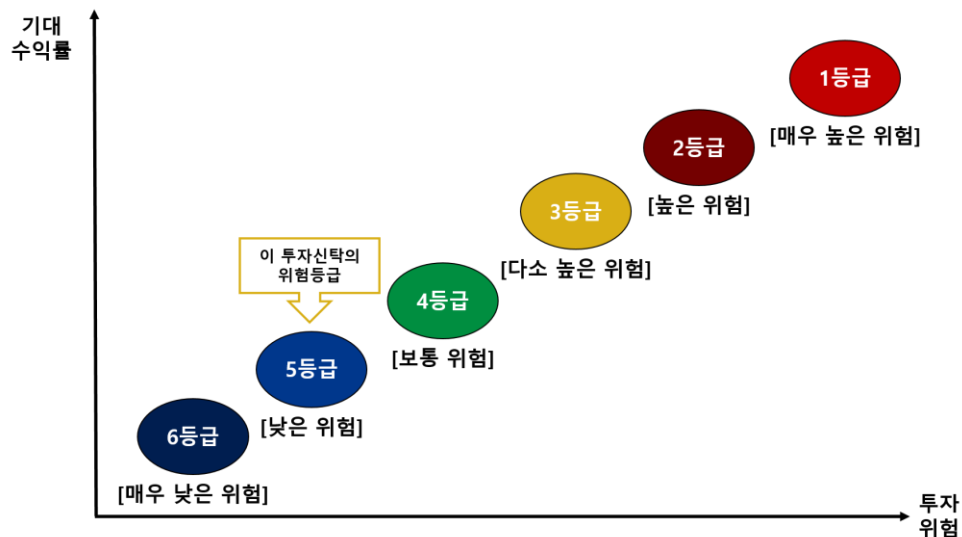 기대
수익률
1등급
[매우 높은 위험]
2등급
[높은 위험]
3등급
[다소 높은 위험]
이 투자신탁의
위험등급
4등급
[보통 위험]
5등급
[낮은 위험]
6등급
[매우 낮은 위험]
투자
위험